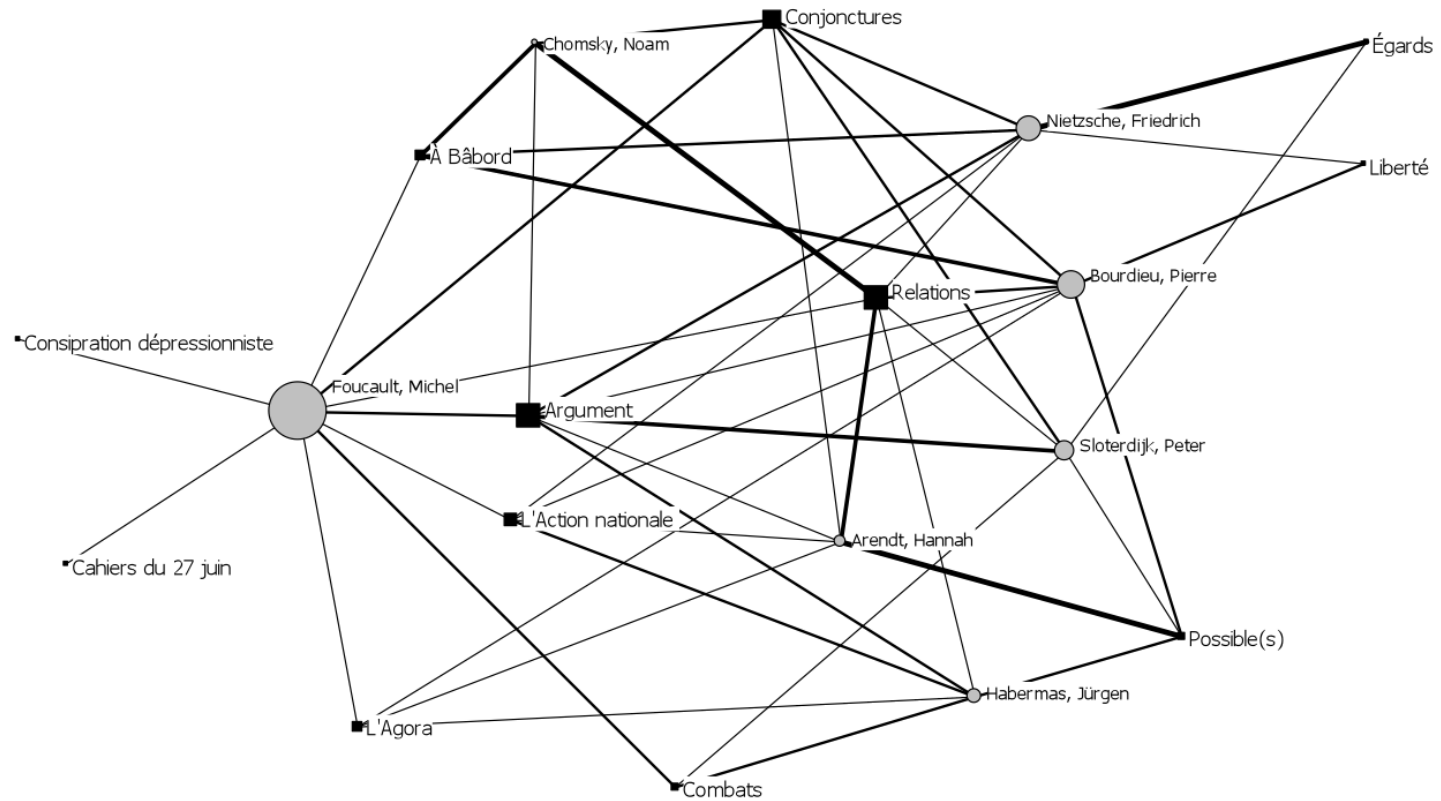 Conjonctures
Chomsky, Noam
Égards
Nietzsche, Friedrich
À Bâbord
Liberté
Bourdieu, Pierre
Relations
Consipration dépressionniste
Foucault, Michel
Argument
Sloterdijk, Peter
L'Action nationale
Arendt, Hannah
Cahiers du 27 juin
Possible(s)
Habermas, Jürgen
L'Agora
Combats